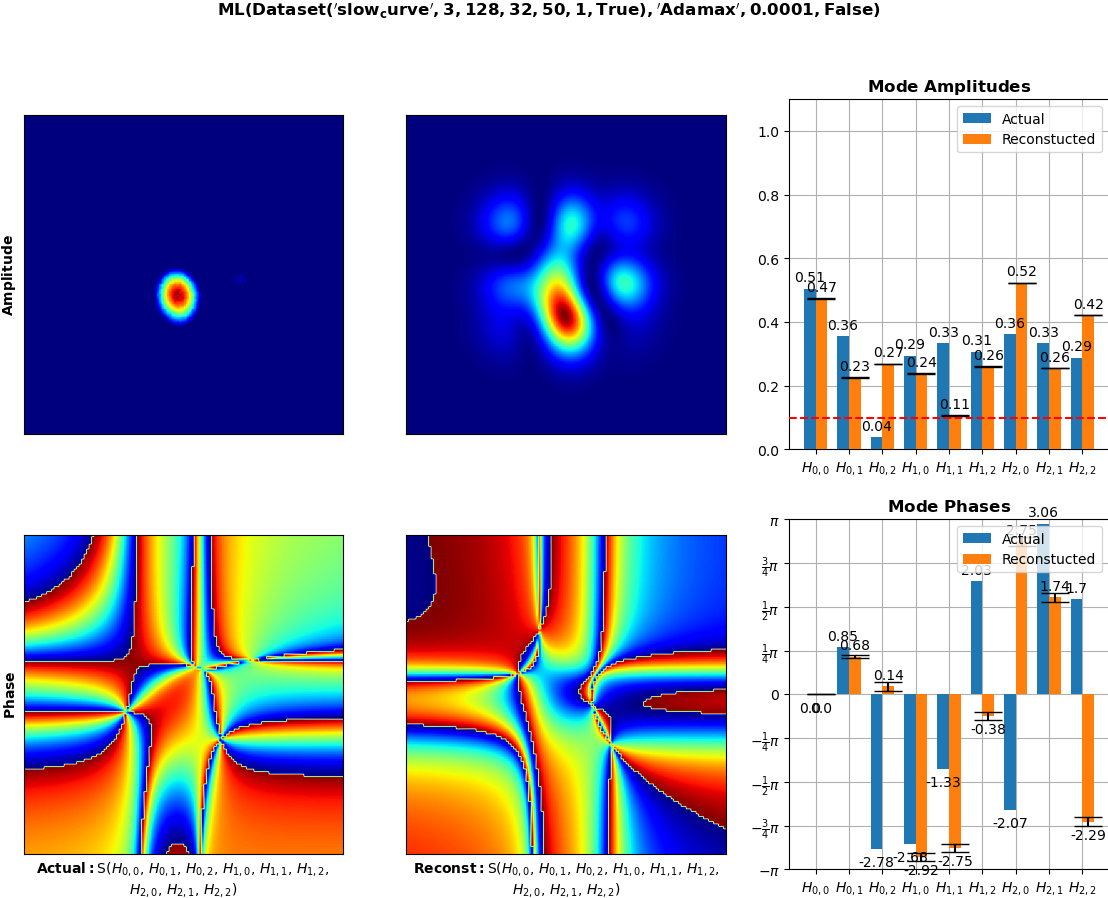 ML(Dataset('slow_curve', 3, 128, 32, 50, 1, True), 'Adamax', 0.0001, False)
Amplitude
Mode Amplitudes
Actual
Reconstucted
1.0
0.8
0.6
0.4
0.2
0.0
0.51
0.47
0.36
0.23
0.04
0.27
0.29
0.24
0.33
0.11
0.31
0.26
0.36
0.52
0.33
0.26
0.29
0.42
H0,0 H0,1 H0,2 H1,0 H1,1 H1,2 H2,0 H2,1 H2,2
Phase
Mode Phases
Actual
Reconstucted
π
3/4π
1/2π
1/4π
0
−1/4π
−1/2π
−3/4π
−π
0.0
0.0
0.85
0.68
-2.78
0.14
-2.68
-2.92
-1.33
-2.75
2.03
-0.38
-2.07
2.75
3.06
1.74
1.7
-2.29
H0,0 H0,1 H0,2 H1,0 H1,1 H1,2 H2,0 H2,1 H2,2
Actual: S(H0,0, H0,1, H0,2, H1,0, H1,1, H1,2,
H2,0, H2,1, H2,2)
Reconst: S(H0,0, H0,1, H0,2, H1,0, H1,1, H1,2,
H2,0, H2,1, H2,2)